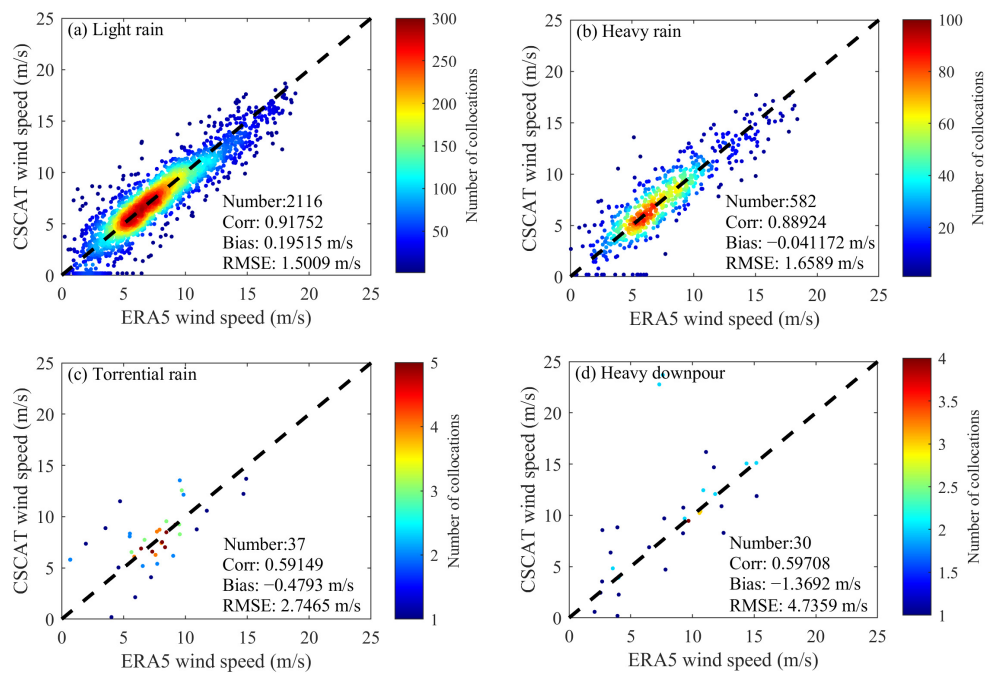 (a) Light rain
25
20
15
10
5
0
0 5 10 15 20 25
CSCAT wind speed (m/s)
ERA5 wind speed (m/s)
Number:2116
Corr: 0.91752
Bias: 0.19515 m/s
RMSE: 1.5009 m/s
300
250
200
150
100
50
Number of collocations
(b) Heavy rain
25
20
15
10
5
0
0 5 10 15 20 25
CSCAT wind speed (m/s)
ERA5 wind speed (m/s)
Number:582
Corr: 0.88924
Bias: −0.041172 m/s
RMSE: 1.6589 m/s
100
80
60
40
20
Number of collocations
(c) Torrential rain
25
20
15
10
5
0
0 5 10 15 20 25
CSCAT wind speed (m/s)
ERA5 wind speed (m/s)
Number:37
Corr: 0.59149
Bias: −0.4793 m/s
RMSE: 2.7465 m/s
5
4
3
2
1
Number of collocations
(d) Heavy downpour
25
20
15
10
5
0
0 5 10 15 20 25
CSCAT wind speed (m/s)
ERA5 wind speed (m/s)
Number:30
Corr: 0.59708
Bias: −1.3692 m/s
RMSE: 4.7359 m/s
4
3.5
3
2.5
2
1.5
1
Number of collocations